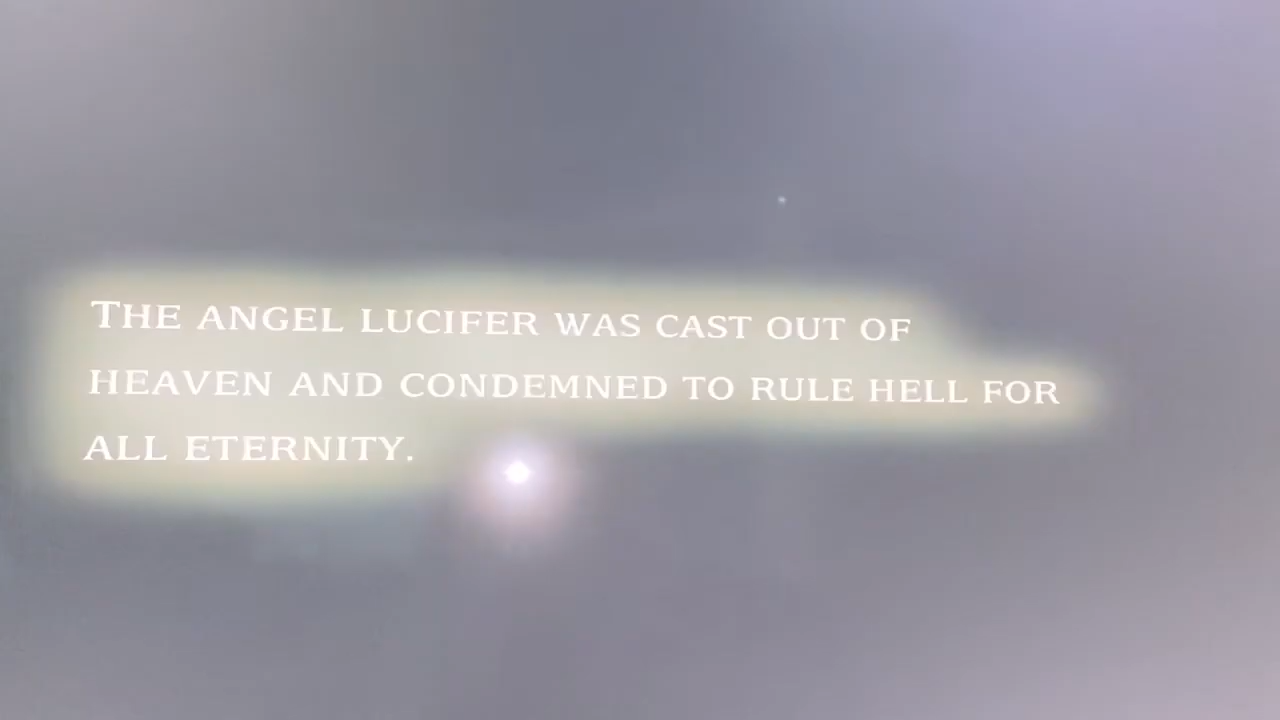 THE ANGEL LUCIFER WAS CAST OUT OF
HEAVEN AND CONDEMNED TO RULE HELL FOR
ALL ETERNITY.